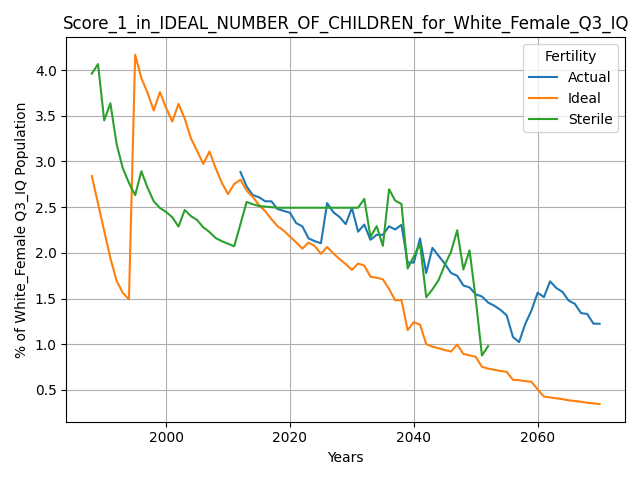 Score_1_in_IDEAL_NUMBER_OF_CHILDREN_for_White_Female_Q3_IQ
Fertility
Actual
Ideal
Sterile
% of White_Female Q3_IQ Population
4.0
3.5
3.0
2.5
2.0
1.5
1.0
0.5
2000
2020
2040
2060
Years